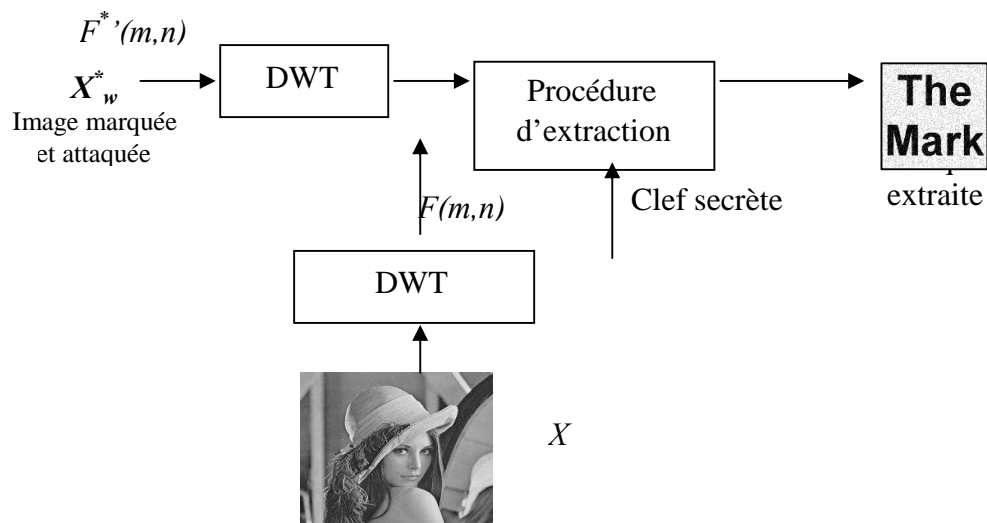 F*’(m,n)
X*w
Image marquée
et attaquée
DWT
Procédure
d’extraction
The
Mark
extraite
Clef secrète
F(m,n)
DWT
X